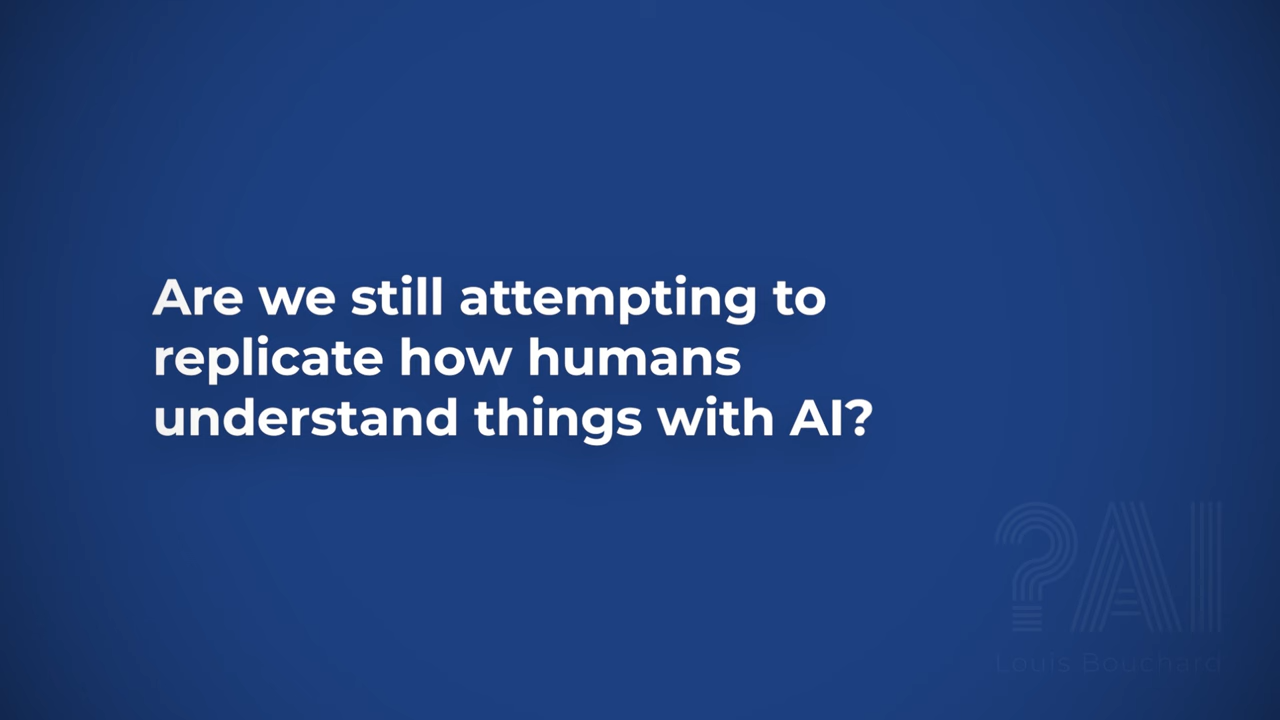 Are we still attempting to
replicate how humans
understand things with AI?
?AI
Louis Bouchard